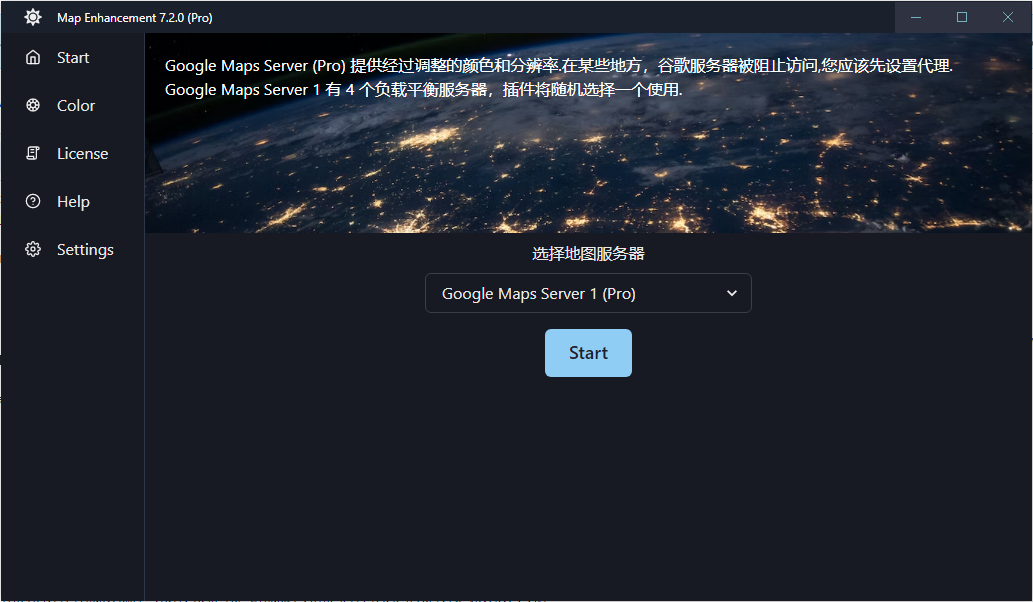 Map Enhancement 7.2.0 (Pro)
Start
Color
License
Help
Settings
Google Maps Server (Pro) 提供经过调整的颜色和分辨率.在某些地方，谷歌服务器被阻止访问,您应该先设置代理.
Google Maps Server 1 有 4 个负载平衡服务器，插件将随机选择一个使用.
选择地图服务器
Google Maps Server 1 (Pro)
Start